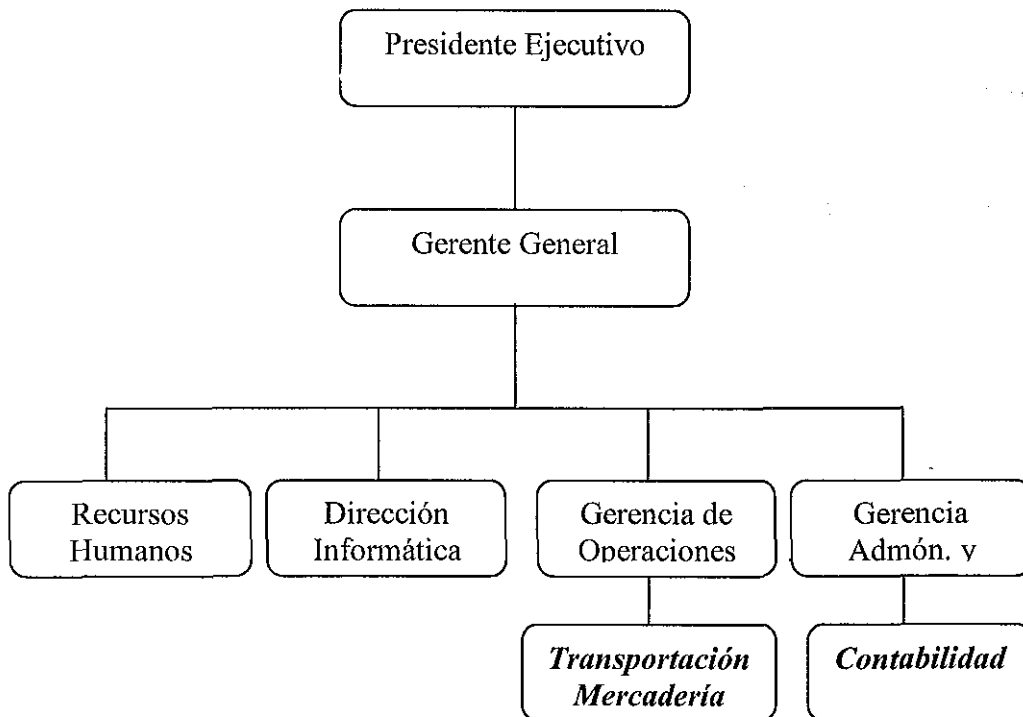 Presidente Ejecutivo
Gerente General
Recursos
Humanos
Dirección
Informática
Gerencia de
Operaciones
Gerencia
Admón. y
Transportación
Mercadería
Contabilidad